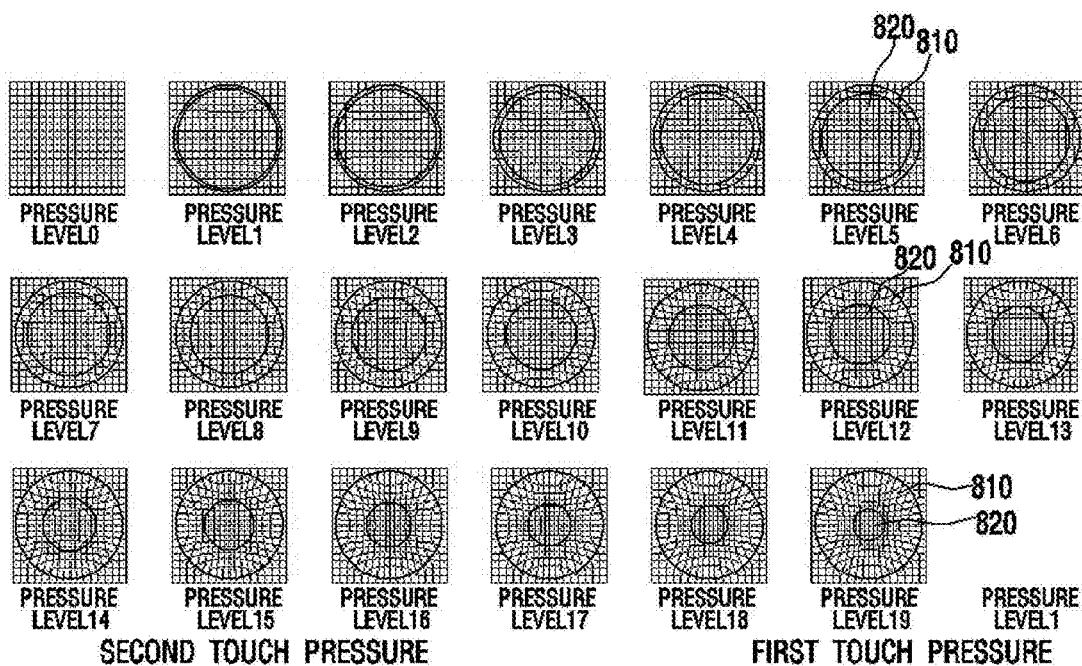 820 810
PRESSURE PRESSURE PRESSURE PRESSURE PRESSURE PRESSURE PRESSURE
LEVEL0 LEVEL1 LEVEL2 LEVEL3 LEVEL4 LEVEL5 LEVEL6
820 810
PRESSURE PRESSURE PRESSURE PRESSURE PRESSURE PRESSURE PRESSURE
LEVEL7 LEVEL8 LEVEL9 LEVEL10 LEVEL11 LEVEL12 LEVEL13
810
820
PRESSURE PRESSURE PRESSURE PRESSURE PRESSURE PRESSURE PRESSURE
LEVEL14 LEVEL15 LEVEL16 LEVEL17 LEVEL18 LEVEL19 LEVEL1
SECOND TOUCH PRESSURE FIRST TOUCH PRESSURE